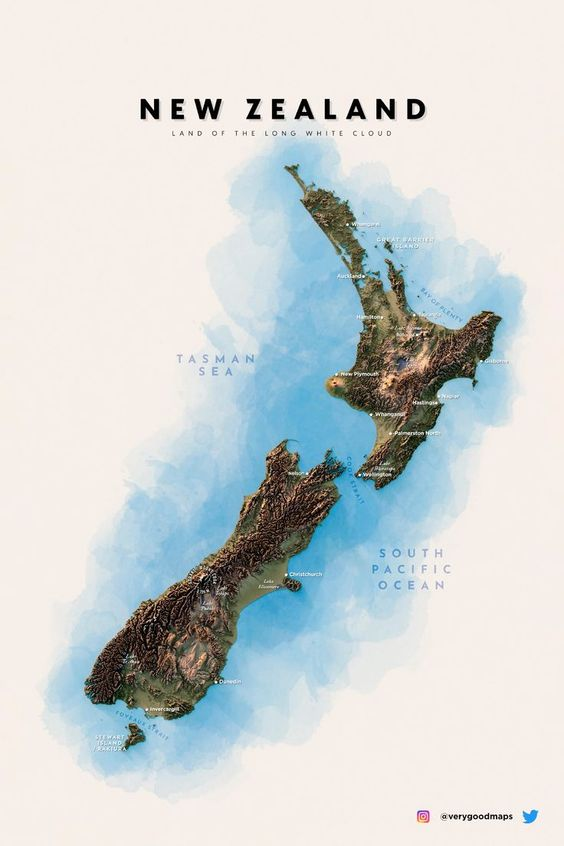 NEW ZEALAND
LAND OF THE LONG WHITE CLOUD
Whangarei
GREAT BARRIER
ISLAND
Auckland
BAY OF PLENTY
Hamilton
Tauranga
TASMAN
SEA
Gisborne
New Plymouth
Napier
Hastings
Whanganui
Palmerston North
Lake
Nelson
COOK STRAIT
Wellington
SOUTH
PACIFIC
OCEAN
Christchurch
Lake
Ellesmere
Dunedin
Invercargill
FOVEAUX STRAIT
STEWART
ISLAND
/ RAKIURA
@verygoodmaps